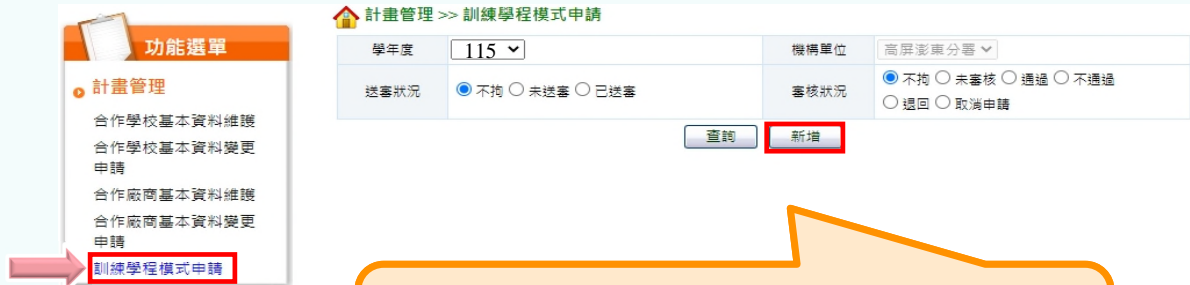 功能選單
計畫管理
合作學校基本資料維護
合作學校基本資料變更
申請
合作廠商基本資料維護
合作廠商基本資料變更
申請
訓練學程模式申請
計畫管理 >> 訓練學程模式申請
學年度 115 機構單位 高屏澎東分署
送審狀況 不拘 未送審 已送審 審核狀況 不拘 未審核 通過 不通過
退回 取消申請
查詢 新增